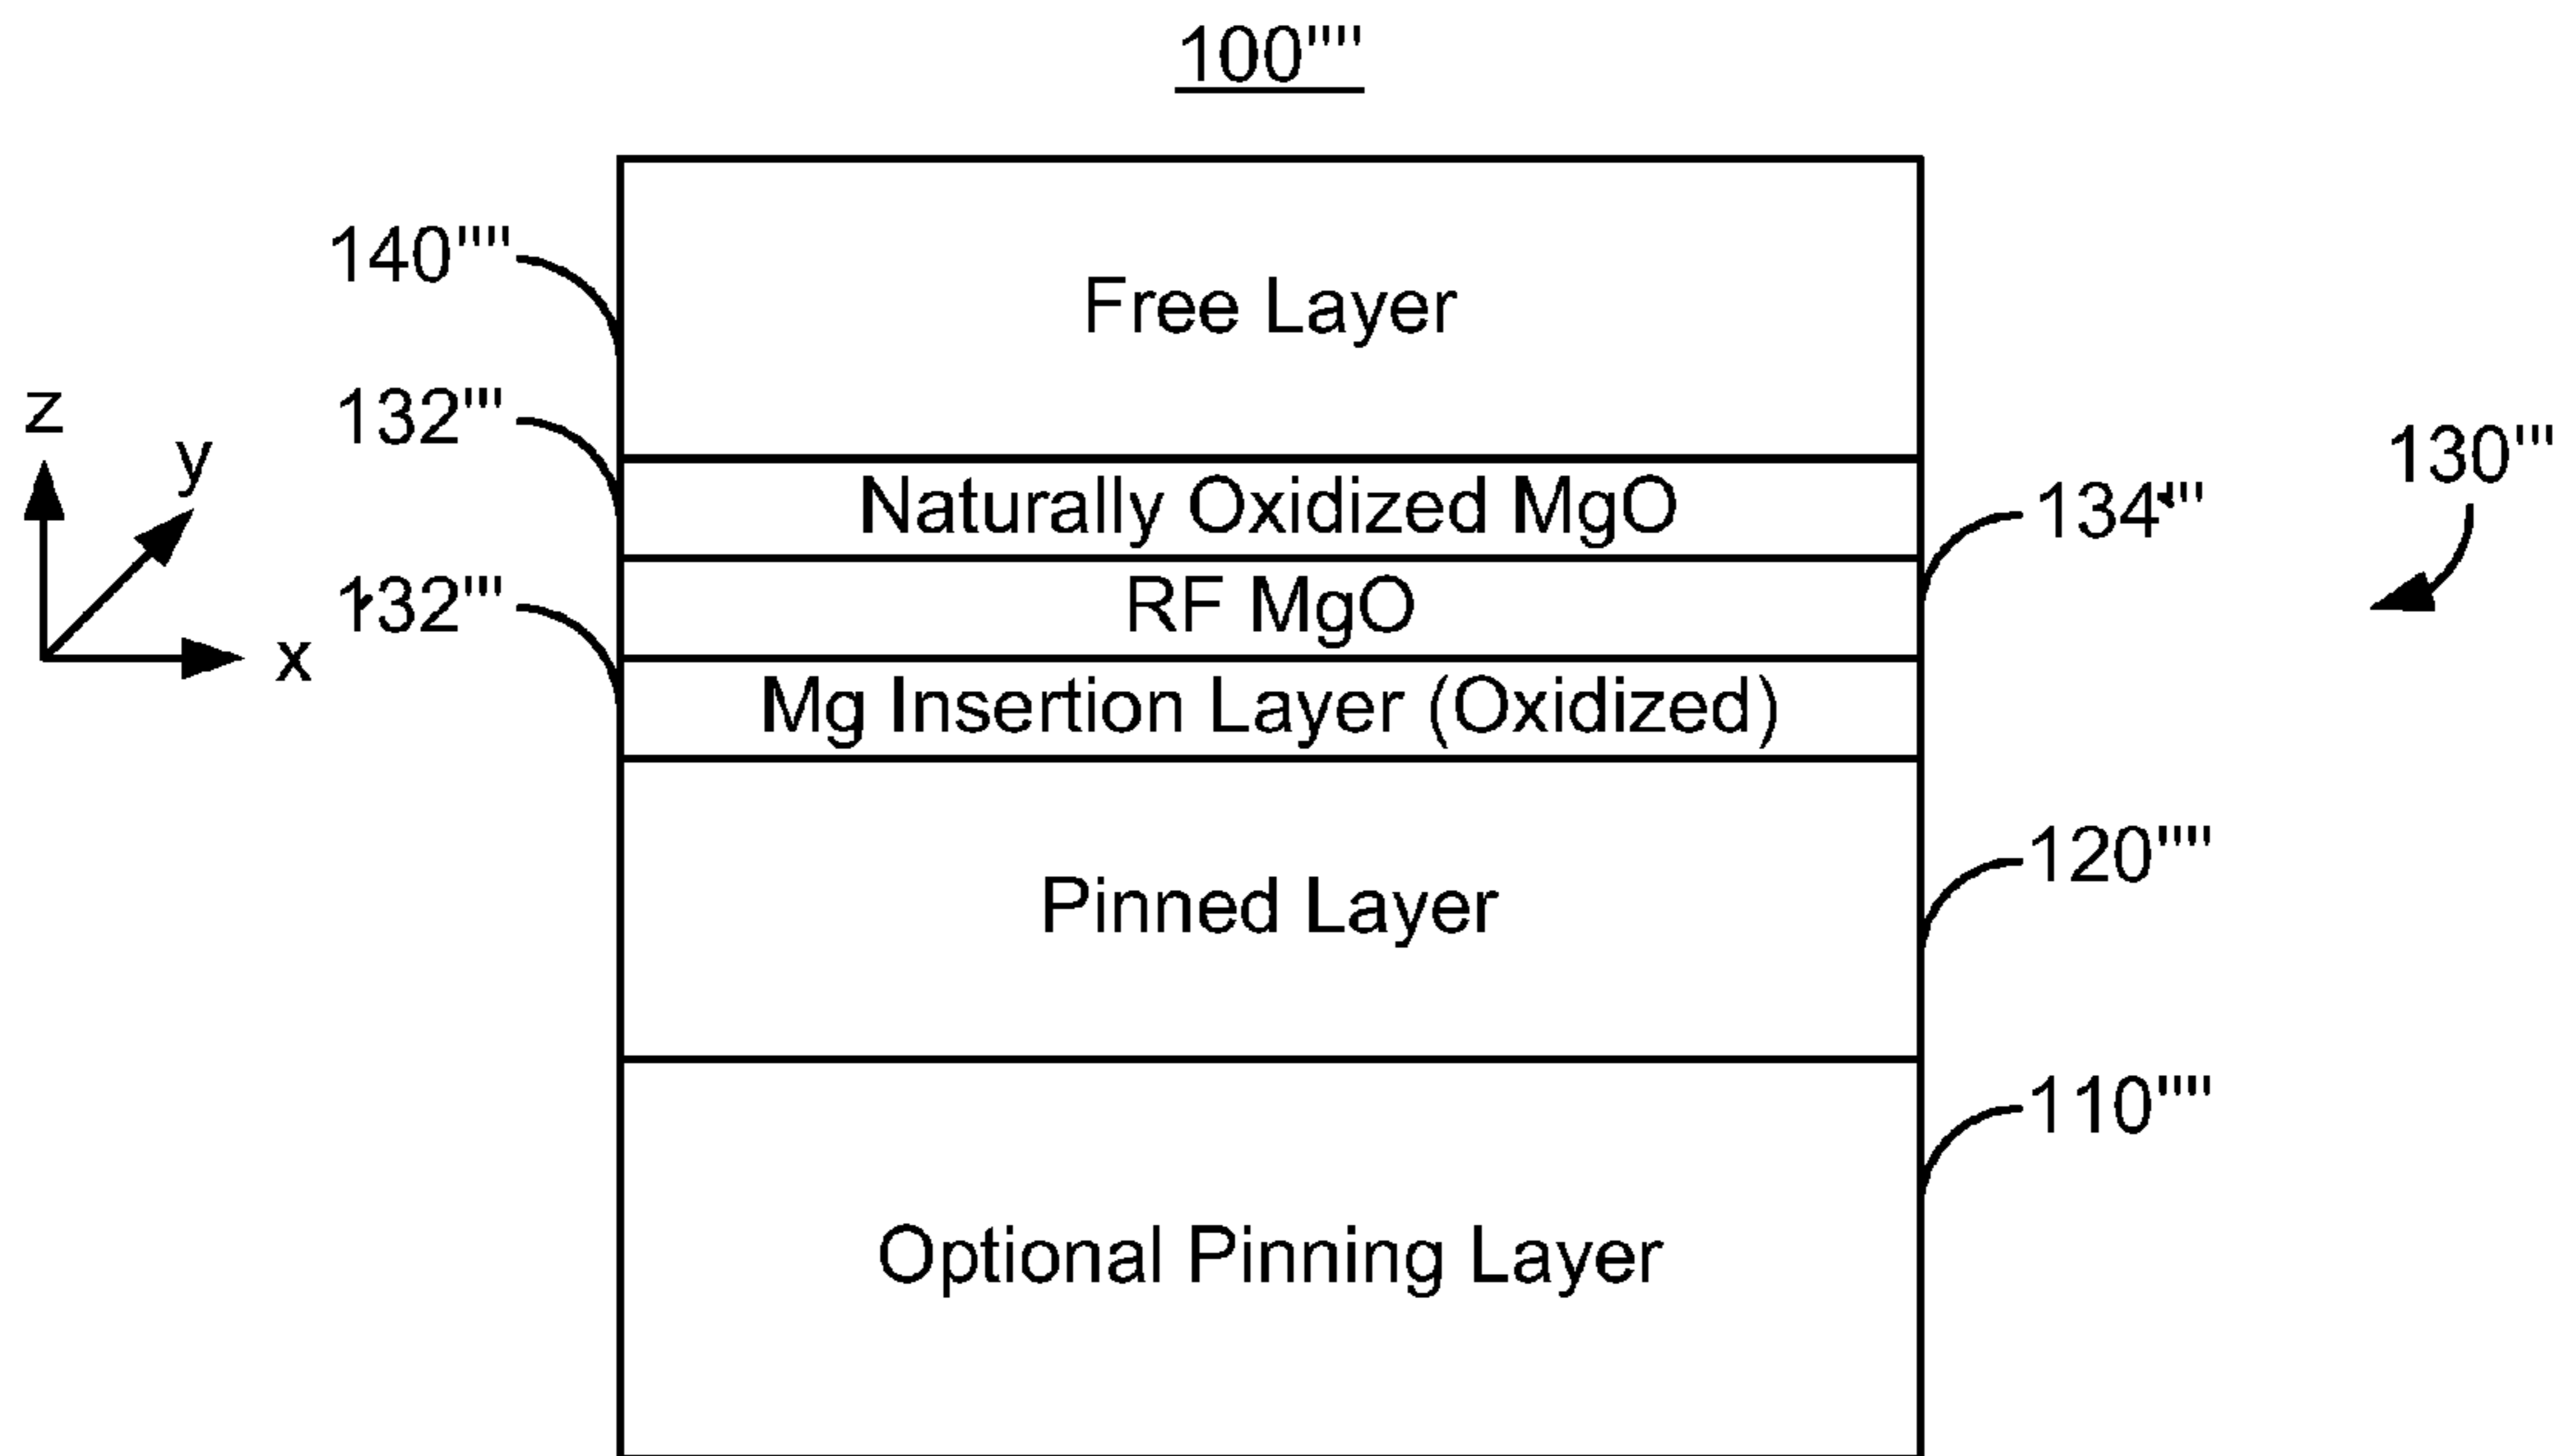 100''''
140''''
Free Layer
132'''
Naturally Oxidized MgO
134'''
130'''
z
y
x
132'''
RF MgO
Mg Insertion Layer (Oxidized)
120''''
Pinned Layer
110''''
Optional Pinning Layer